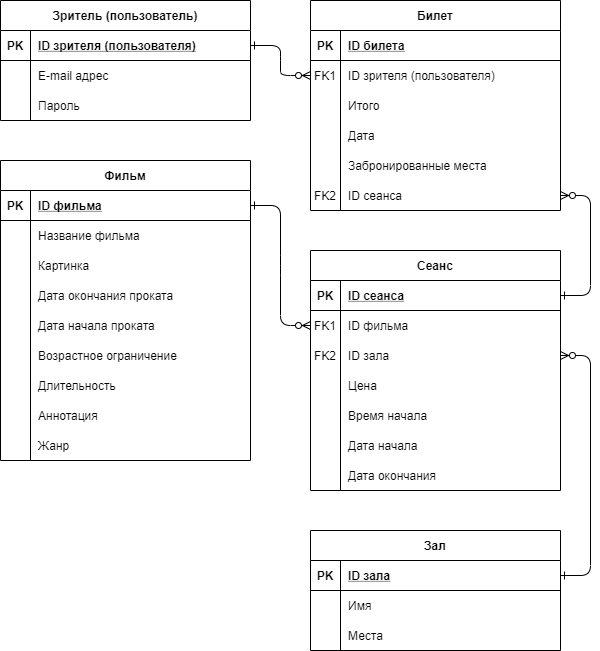 Зритель (пользователь)
PK ID зрителя (пользователя)
E-mail адрес
Пароль
Билет
PK ID билета
FK1 ID зрителя (пользователя)
Итого
Дата
Забронированные места
FK2 ID сеанса
Фильм
PK ID фильма
Название фильма
Картинка
Дата окончания проката
Дата начала проката
Возрастное ограничение
Длительность
Аннотация
Жанр
Сеанс
PK ID сеанса
FK1 ID фильма
FK2 ID зала
Цена
Время начала
Дата начала
Дата окончания
Зал
PK ID зала
Имя
Места